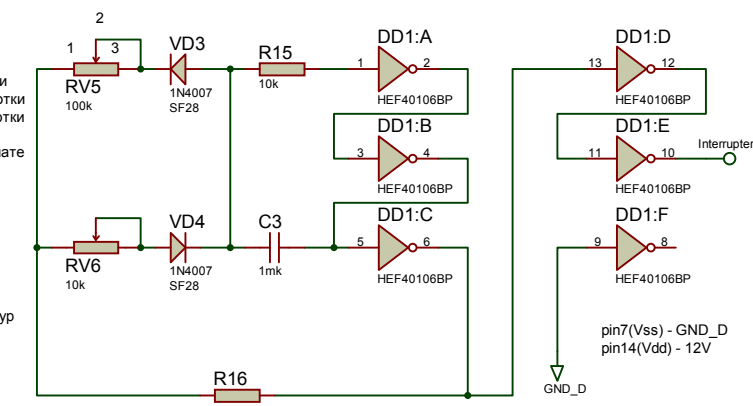 2
1 3
RV5
100k
VD3
1N4007
SF28
R15
10k
DD1:A
1 2
HEF40106BP
DD1:B
3 4
HEF40106BP
RV6
10k
VD4
1N4007
SF28
C3
1mk
DD1:C
5 6
HEF40106BP
R16
DD1:D
13 12
HEF40106BP
DD1:E
11 10
HEF40106BP
Interrupter
DD1:F
9 8
HEF40106BP
pin7(Vss) - GND_D
pin14(Vdd) - 12V
GND_D